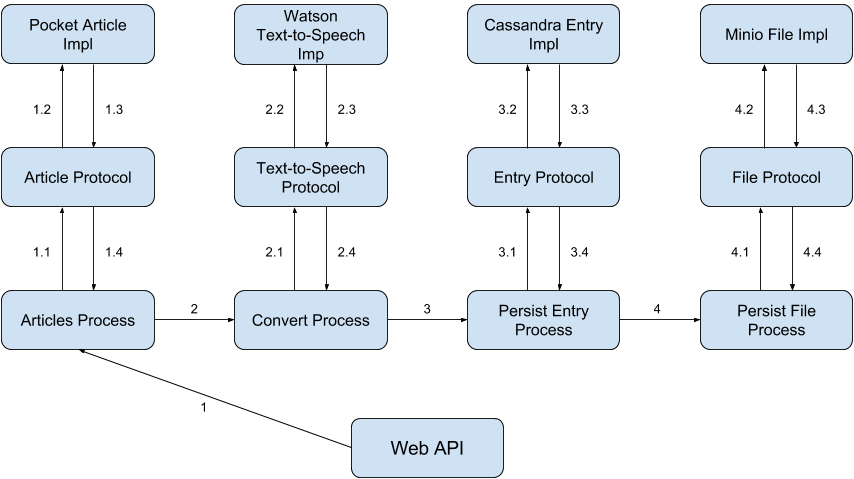 Pocket Article
Impl
Watson
Text-to-Speech
Imp
Cassandra Entry
Impl
Minio File Impl
1.2
1.3
2.2
2.3
3.2
3.3
4.2
4.3
Article Protocol
Text-to-Speech
Protocol
Entry Protocol
File Protocol
1.1
1.4
2.1
2.4
3.1
3.4
4.1
4.4
Articles Process
2
Convert Process
3
Persist Entry
Process
4
Persist File
Process
1
Web API